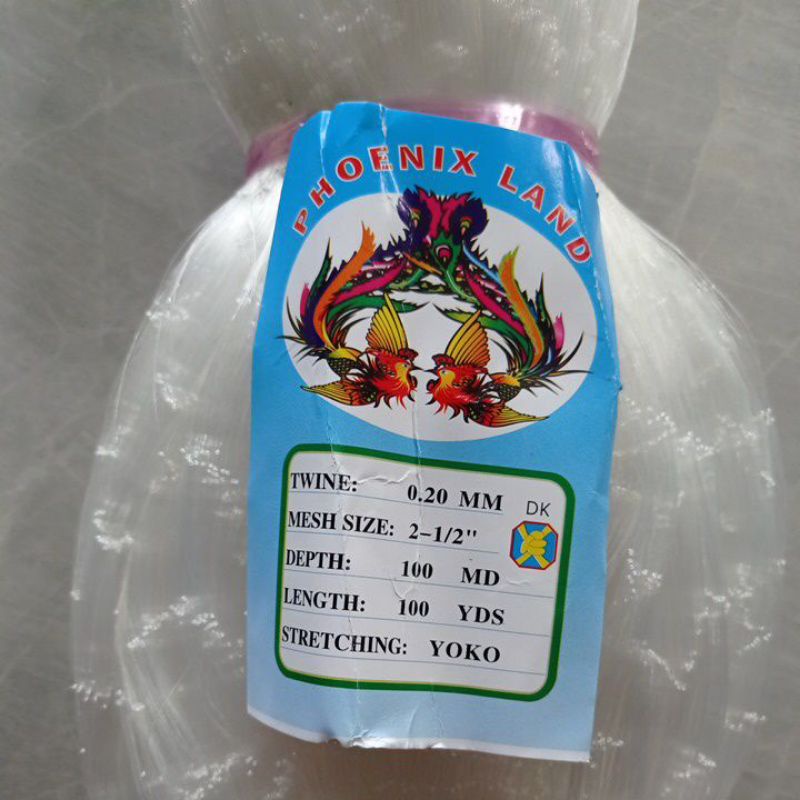 PHOENIX LAND
TWINE: 0.20 MM
DK
MESH SIZE: 2-1/2"
DEPTH: 100 MD
LENGTH: 100 YDS
STRETCHING: YOKO